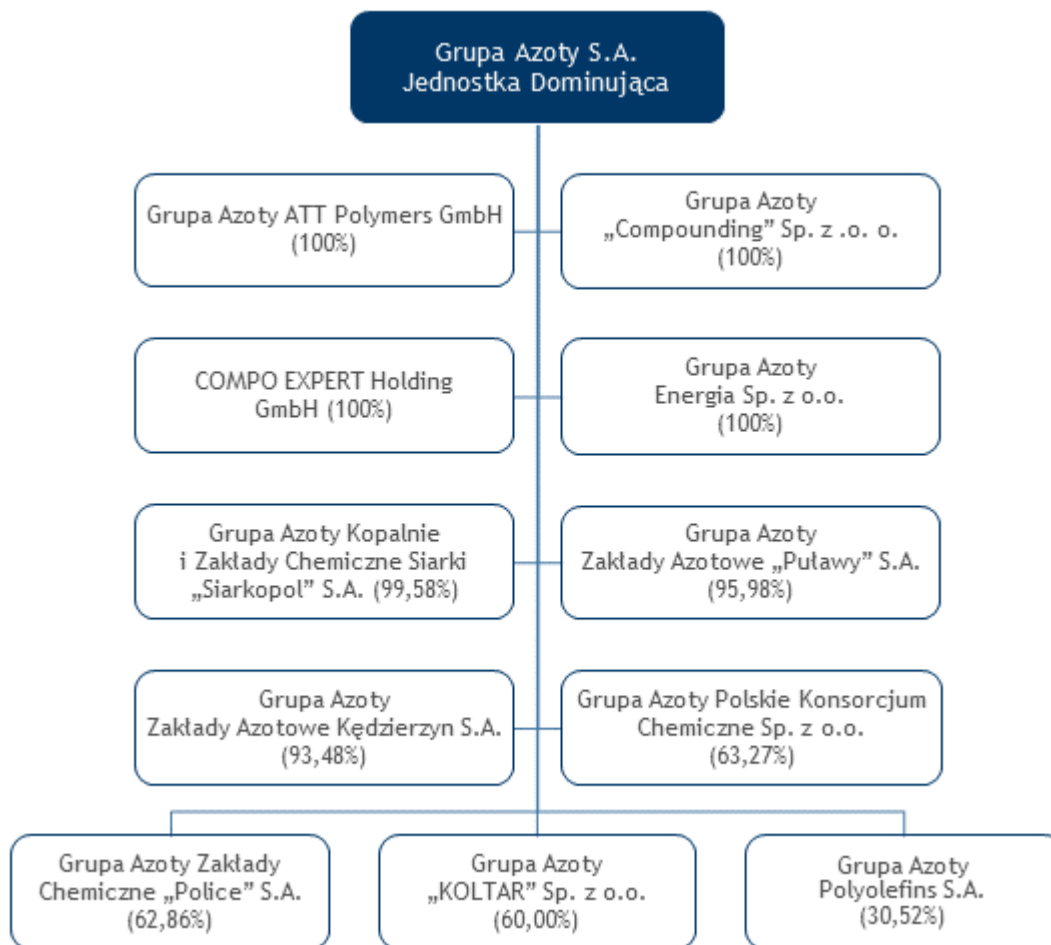 Grupa Azoty S.A.
Jednostka Dominująca
Grupa Azoty ATT Polymers GmbH
(100%)
Grupa Azoty
„Compounding” Sp. z .o. o.
(100%)
COMPO EXPERT Holding
GmbH (100%)
Grupa Azoty
Energia Sp. z o.o.
(100%)
Grupa Azoty Kopalnie
i Zakłady Chemiczne Siarki
„Siarkopol” S.A. (99,58%)
Grupa Azoty
Zakłady Azotowe „Puławy” S.A.
(95,98%)
Grupa Azoty
Zakłady Azotowe Kędzierzyn S.A.
(93,48%)
Grupa Azoty Polskie Konsorcjum
Chemiczne Sp. z o.o.
(63,27%)
Grupa Azoty Zakłady
Chemiczne „Police” S.A.
(62,86%)
Grupa Azoty
„KOLTAR” Sp. z o.o.
(60,00%)
Grupa Azoty
Polyolefins S.A.
(30,52%)